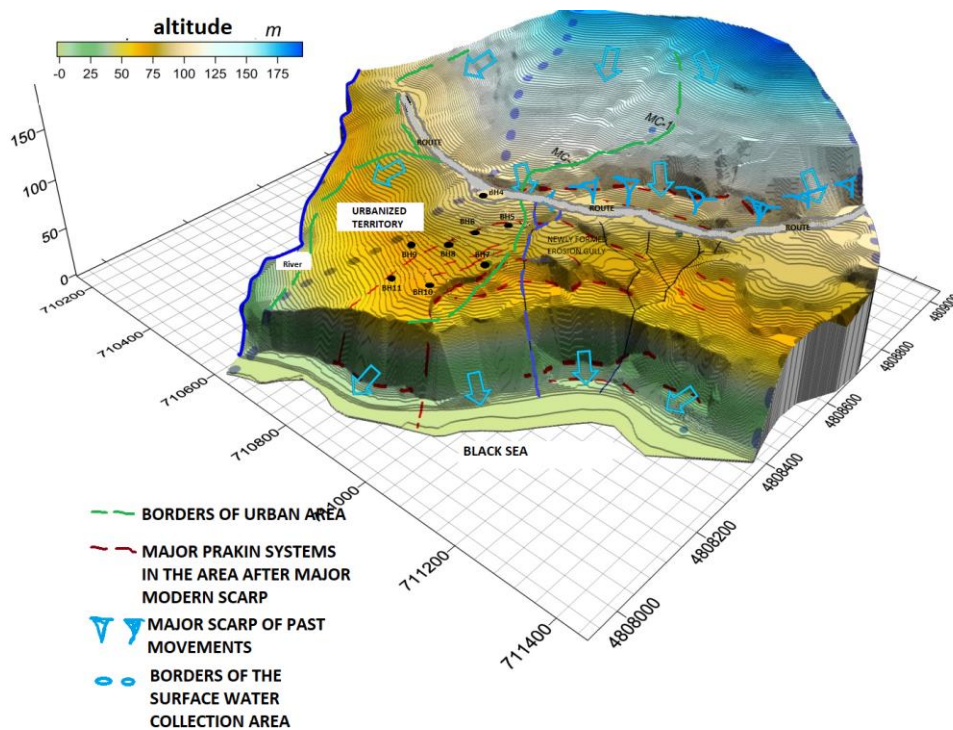 altitude m
-0 25 50 75 100 125 150 175
150
100
50
0
710200
710400
710600
710800
711000
711200
711400
4808000
4808200
4808400
4808600
4808800
4809000
MC-1
ROUTE
BH4
ROUTE
ROUTE
URBANIZED
TERRITORY
BH6
BH5
NEWLY FORMED
EROSION GULLY
BH9
BH8
BH7
River
BH11
BH10
BLACK SEA
BORDERS OF URBAN AREA
MAJOR PRAKIN SYSTEMS
IN THE AREA AFTER MAJOR
MODERN SCARP
MAJOR SCARP OF PAST
MOVEMENTS
BORDERS OF THE
SURFACE WATER
COLLECTION AREA